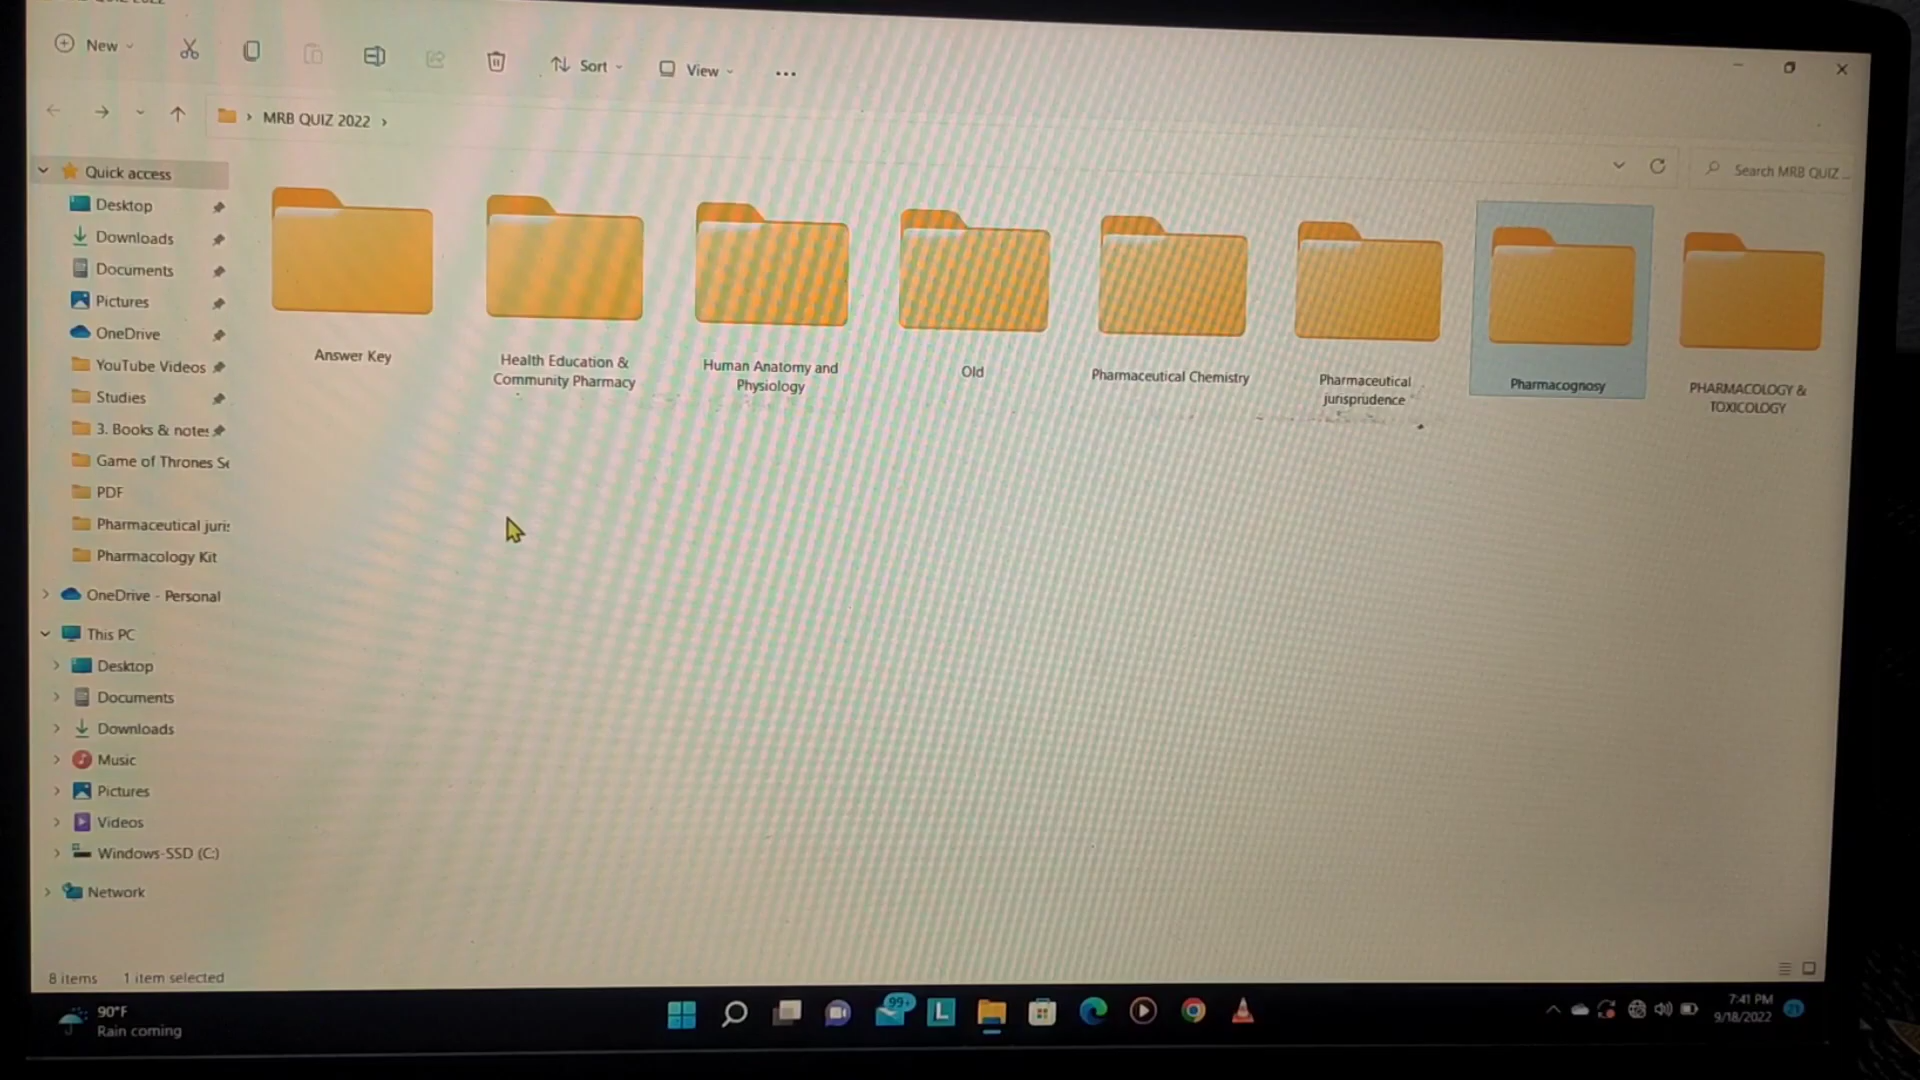 New
Sort
View
MRB QUIZ 2022
Search MRB QUIZ ...
Quick access
Desktop
Downloads
Documents
Pictures
OneDrive
YouTube Videos
Studies
3. Books & note
Game of Thrones Se
PDF
Pharmaceutical juris
Pharmacology Kit
OneDrive - Personal
This PC
Desktop
Documents
Downloads
Music
Pictures
Videos
Windows-SSD (C:)
Network
Answer Key
Health Education &
Community Pharmacy
Human Anatomy and
Physiology
Old
Pharmaceutical Chemistry
Pharmaceutical
jurisprudence
Pharmacognosy
PHARMACOLOGY &
TOXICOLOGY
8 items 1 item selected
90°F
Rain coming
99+
L
7:41 PM
9/18/2022